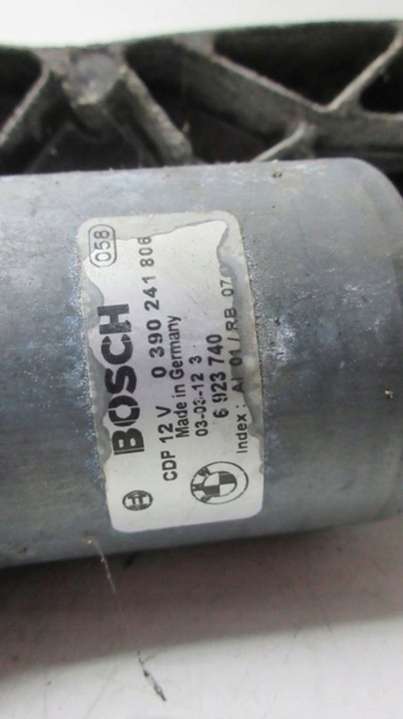 058
BOSCH
CDP 12 V 0 390 241 806
Made in Germany
03-03-12 3
6 923 740
Index : AI 01 / RB